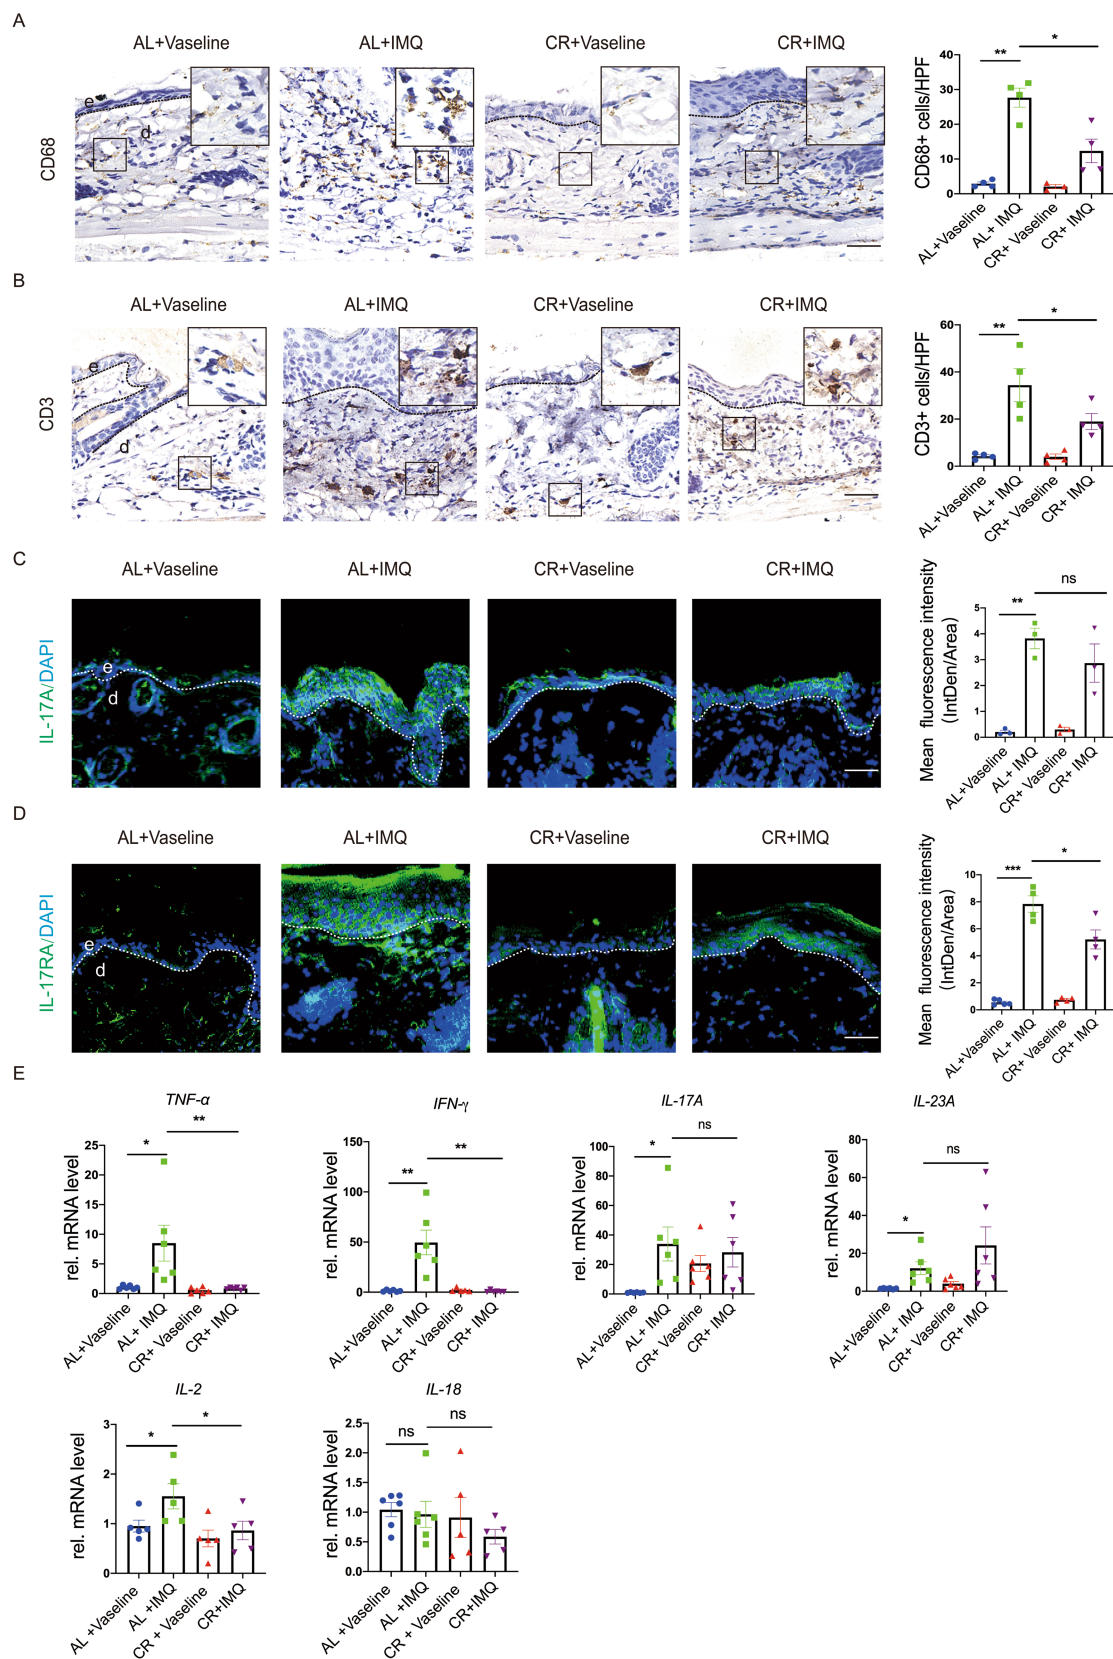 A
AL+Vaseline
AL+IMQ
CR+Vaseline
CR+IMQ
CD68
e
d
CD68+ cells/HPF
40
30
20
10
0
**
*
AL+Vaseline
AL+ IMQ
CR+ Vaseline
CR+ IMQ
B
AL+Vaseline
AL+IMQ
CR+Vaseline
CR+IMQ
CD3
e
d
CD3+ cells/HPF
60
40
20
0
**
*
AL+Vaseline
AL+ IMQ
CR+ Vaseline
CR+ IMQ
C
AL+Vaseline
AL+IMQ
CR+Vaseline
CR+IMQ
IL-17A/DAPI
e
d
Mean fluorescence intensity
(IntDen/Area)
5
4
3
2
1
0
**
ns
AL+Vaseline
AL+ IMQ
CR+ Vaseline
CR+ IMQ
D
AL+Vaseline
AL+IMQ
CR+Vaseline
CR+IMQ
IL-17RA/DAPI
e
d
Mean fluorescence intensity
(IntDen/Area)
10
8
6
4
2
0
***
*
AL+Vaseline
AL+ IMQ
CR+ Vaseline
CR+ IMQ
E
TNF-α
rel. mRNA level
25
20
15
10
5
0
*
**
AL+Vaseline
AL+ IMQ
CR+ Vaseline
CR+ IMQ
IFN-γ
rel. mRNA level
150
100
50
0
**
**
AL+Vaseline
AL+ IMQ
CR+ Vaseline
CR+ IMQ
IL-17A
rel. mRNA level
100
80
60
40
20
0
*
ns
AL+Vaseline
AL+ IMQ
CR+ Vaseline
CR+ IMQ
IL-23A
rel. mRNA level
80
60
40
20
0
*
ns
AL+Vaseline
AL+ IMQ
CR+ Vaseline
CR+ IMQ
IL-2
rel. mRNA level
3
2
1
0
*
*
AL +Vaseline
AL +IMQ
CR + Vaseline
CR+IMQ
IL-18
rel. mRNA level
2.5
2.0
1.5
1.0
0.5
0.0
ns
ns
AL +Vaseline
AL +IMQ
CR + Vaseline
CR+IMQ